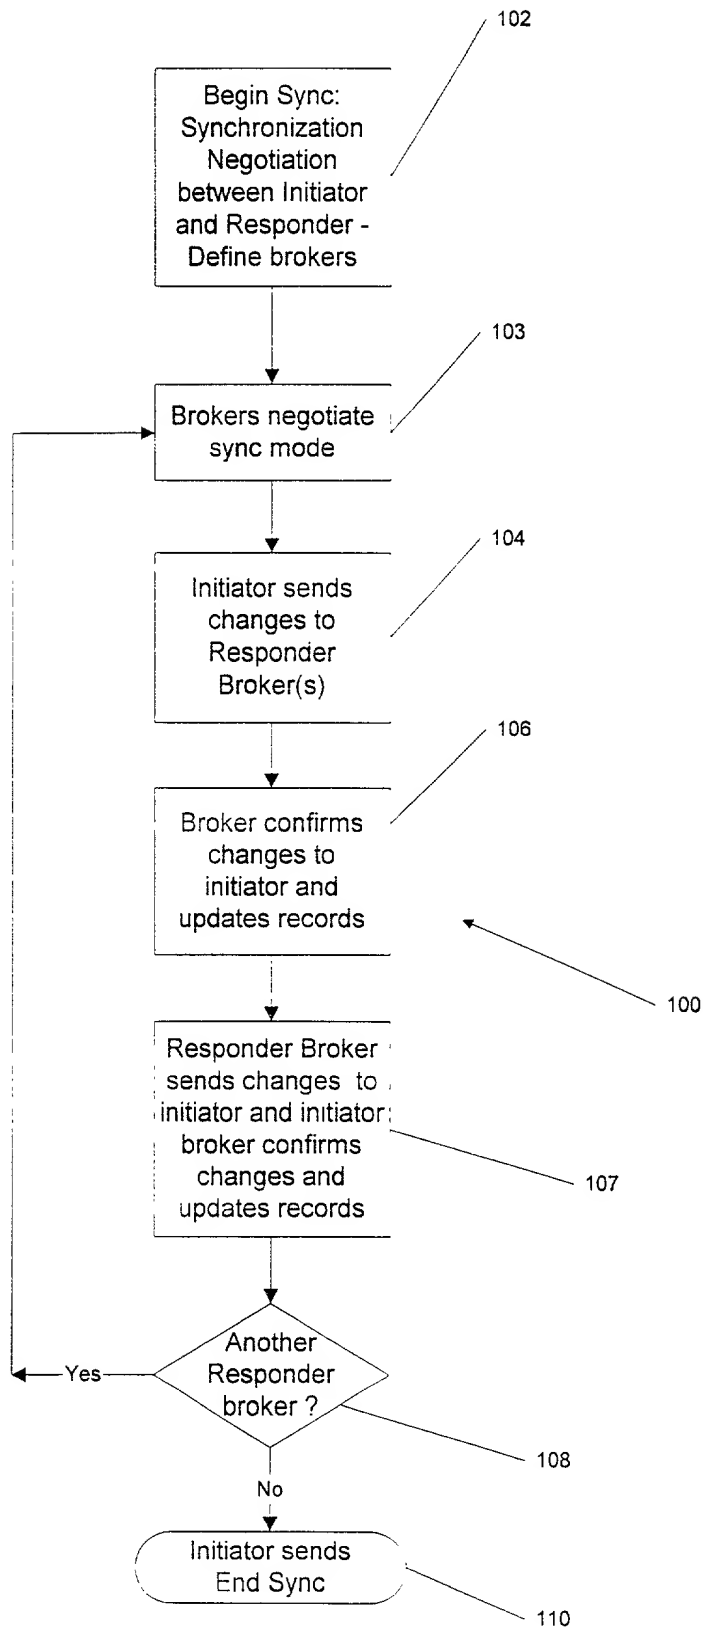 102
Begin Sync:
Synchronization
Negotiation
between Initiator
and Responder -
Define brokers
103
Brokers negotiate
sync mode
104
Initiator sends
changes to
Responder
Broker(s)
106
Broker confirms
changes to
initiator and
updates records
100
Responder Broker
sends changes to
initiator and initiator
broker confirms
changes and
updates records
107
Another
Responder
broker ?
Yes
108
No
Initiator sends
End Sync
110